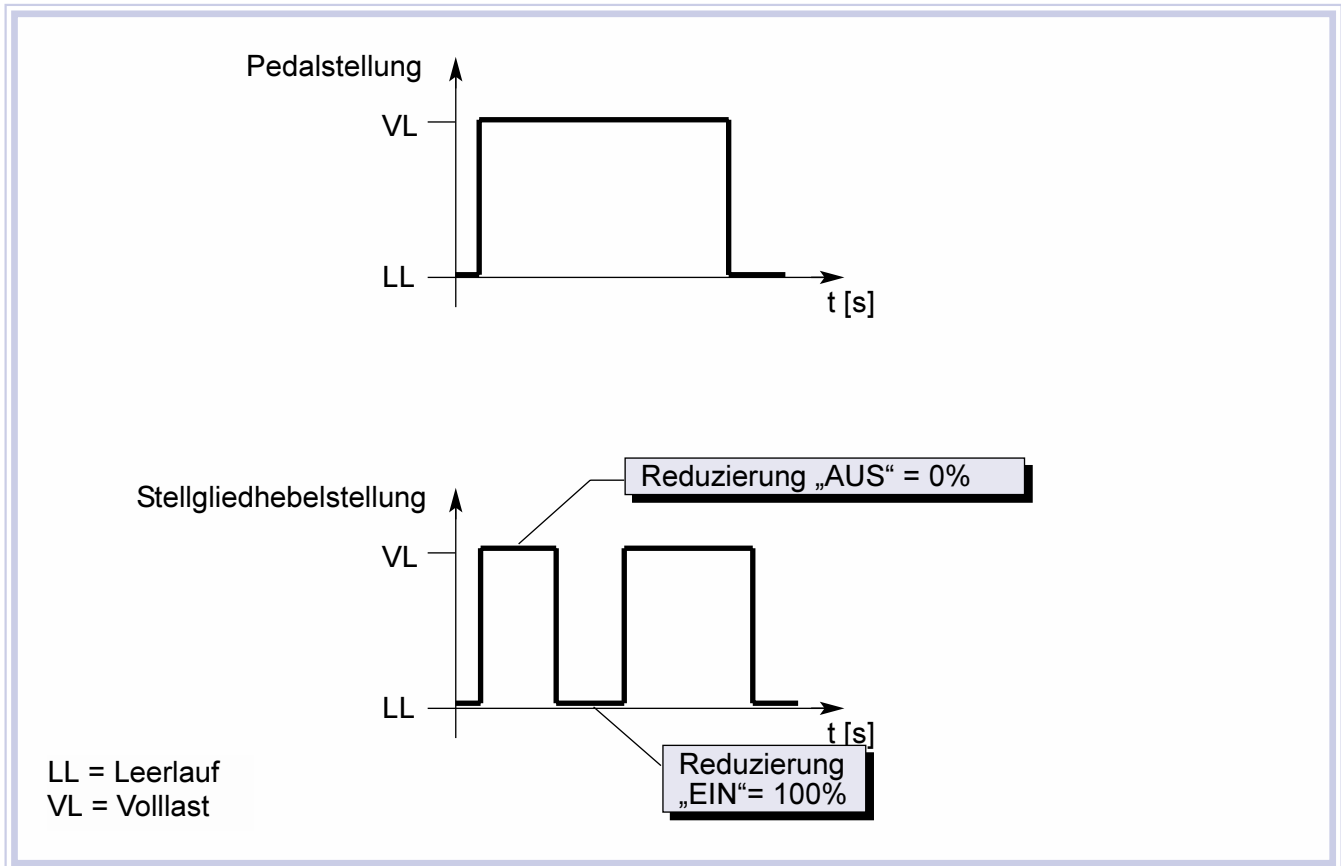 Pedalstellung
VL
LL
t [s]
Reduzierung „AUS“ = 0%
Stellgliedhebelstellung
VL
LL
t [s]
Reduzierung
„EIN“= 100%
LL = Leerlauf
VL = Volllast